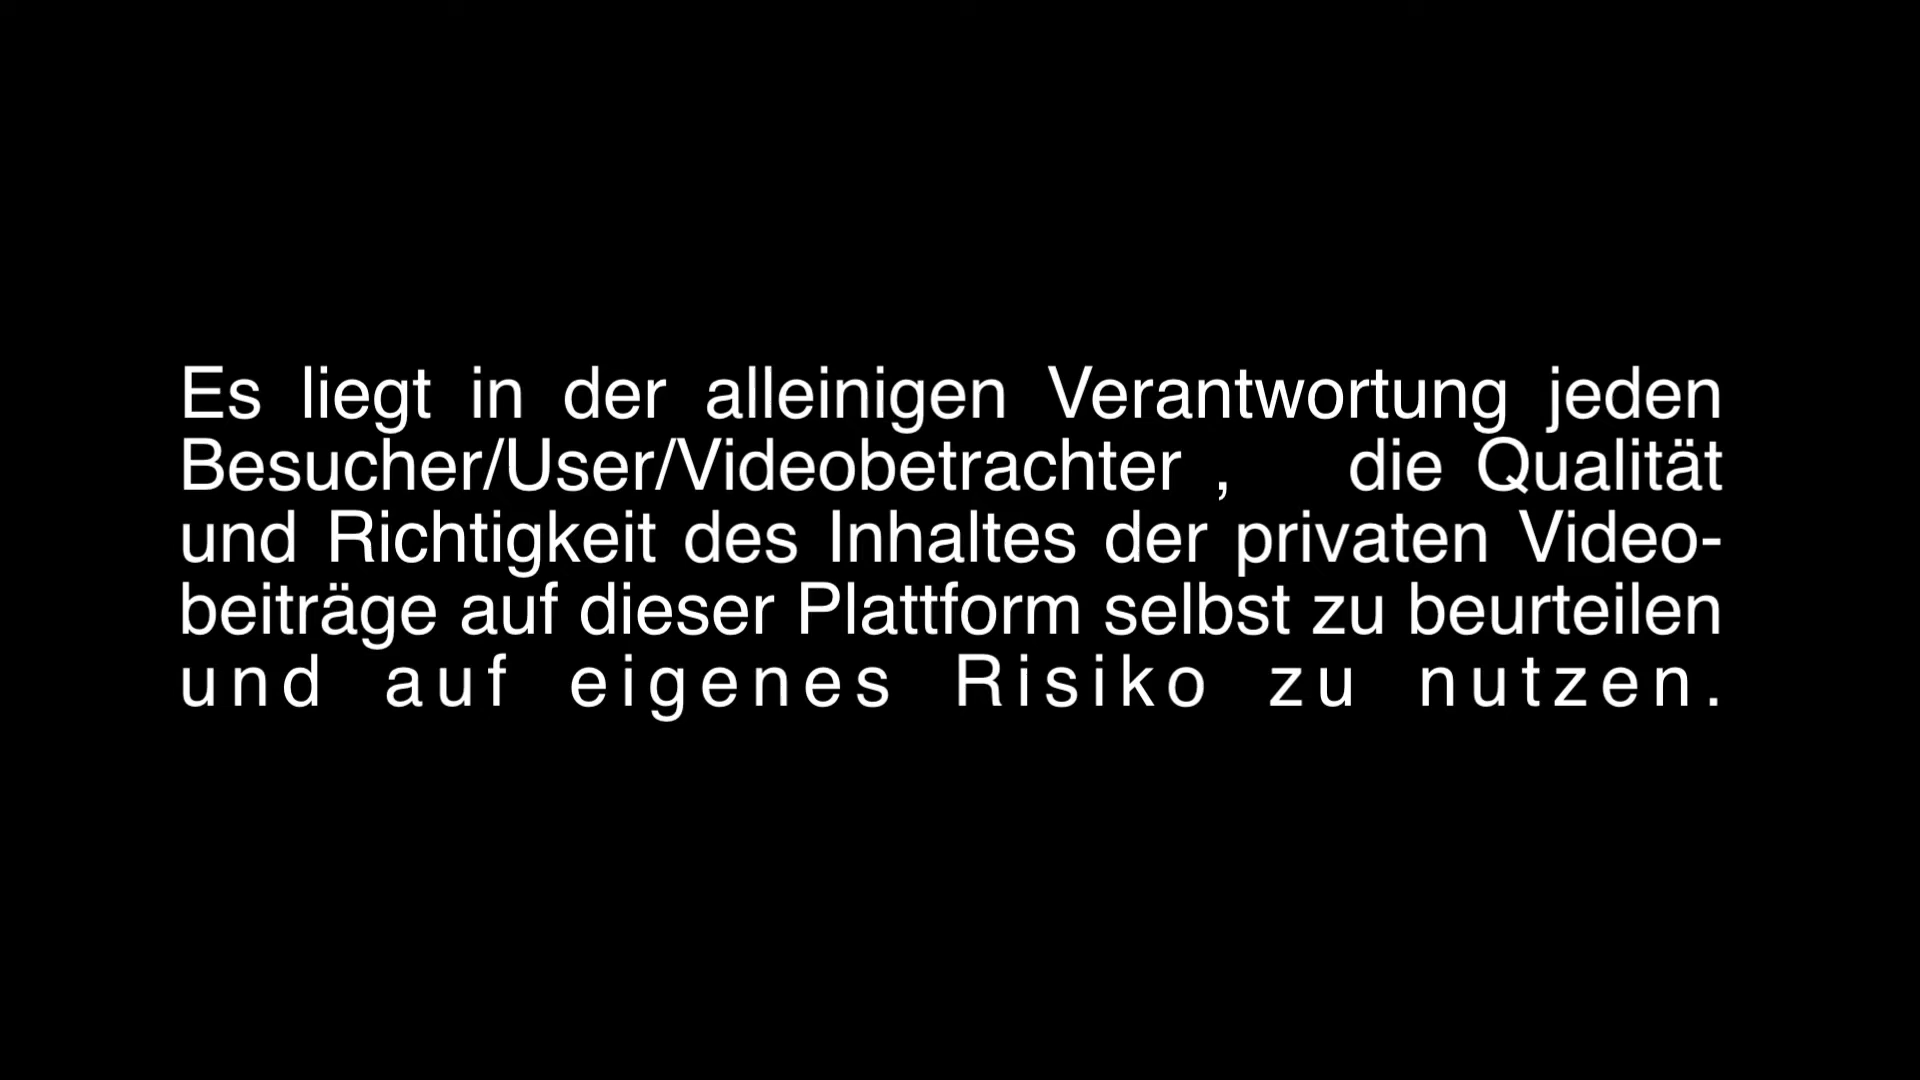 Es liegt in der alleinigen Verantwortung jeden
Besucher/User/Videobetrachter , die Qualität
und Richtigkeit des Inhaltes der privaten Video-
beiträge auf dieser Plattform selbst zu beurteilen
und auf eigenes Risiko zu nutzen.